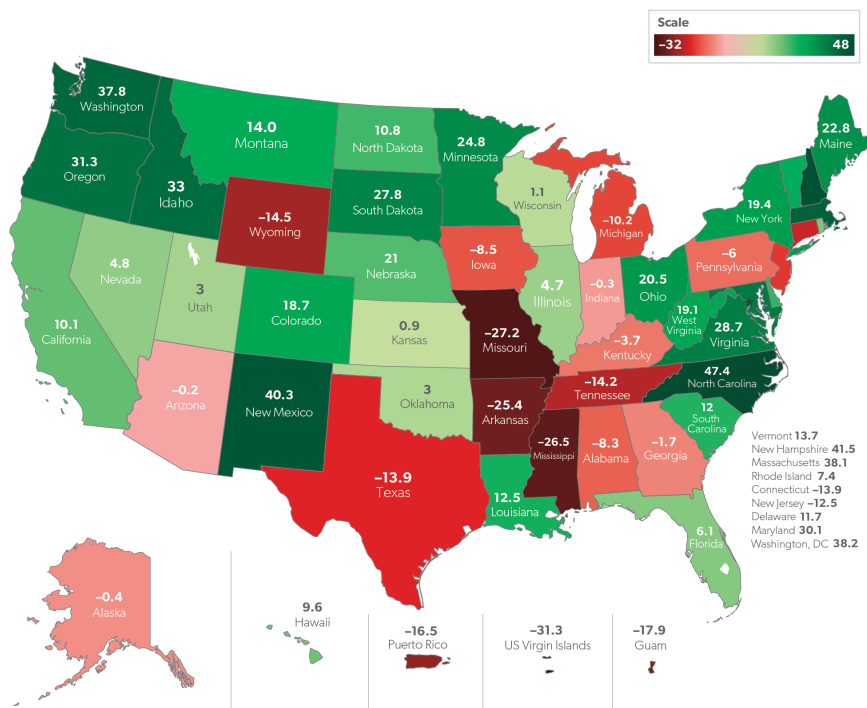 Scale
–32 48
37.8
Washington
31.3
Oregon
33
Idaho
14.0
Montana
–14.5
Wyoming
10.8
North Dakota
27.8
South Dakota
21
Nebraska
24.8
Minnesota
1.1
Wisconsin
–10.2
Michigan
–8.5
Iowa
4.7
Illinois
–0.3
Indiana
20.5
Ohio
–6
Pennsylvania
19.4
New York
22.8
Maine
10.1
California
4.8
Nevada
3
Utah
18.7
Colorado
0.9
Kansas
–27.2
Missouri
–3.7
Kentucky
19.1
West
Virginia
28.7
Virginia
47.4
North Carolina
–14.2
Tennessee
12
South
Carolina
–0.2
Arizona
40.3
New Mexico
3
Oklahoma
–25.4
Arkansas
–26.5
Mississippi
–8.3
Alabama
–1.7
Georgia
–13.9
Texas
12.5
Louisiana
6.1
Florida
Vermont 13.7
New Hampshire 41.5
Massachusetts 38.1
Rhode Island 7.4
Connecticut –13.9
New Jersey –12.5
Delaware 11.7
Maryland 30.1
Washington, DC 38.2
–0.4
Alaska
9.6
Hawaii
–16.5
Puerto Rico
–31.3
US Virgin Islands
–17.9
Guam